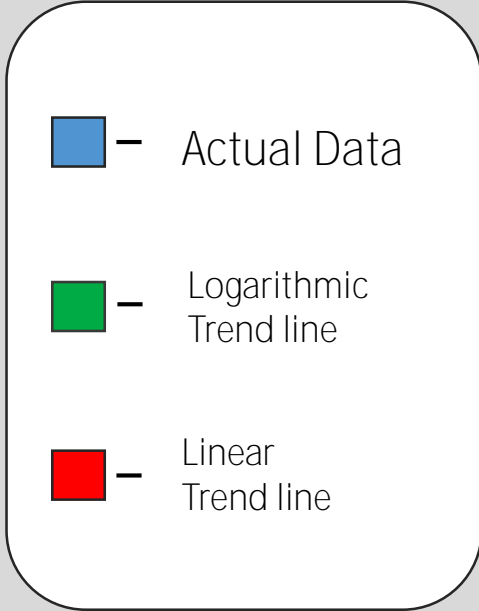 - Actual Data
- Logarithmic
Trend line
- Linear
Trend line